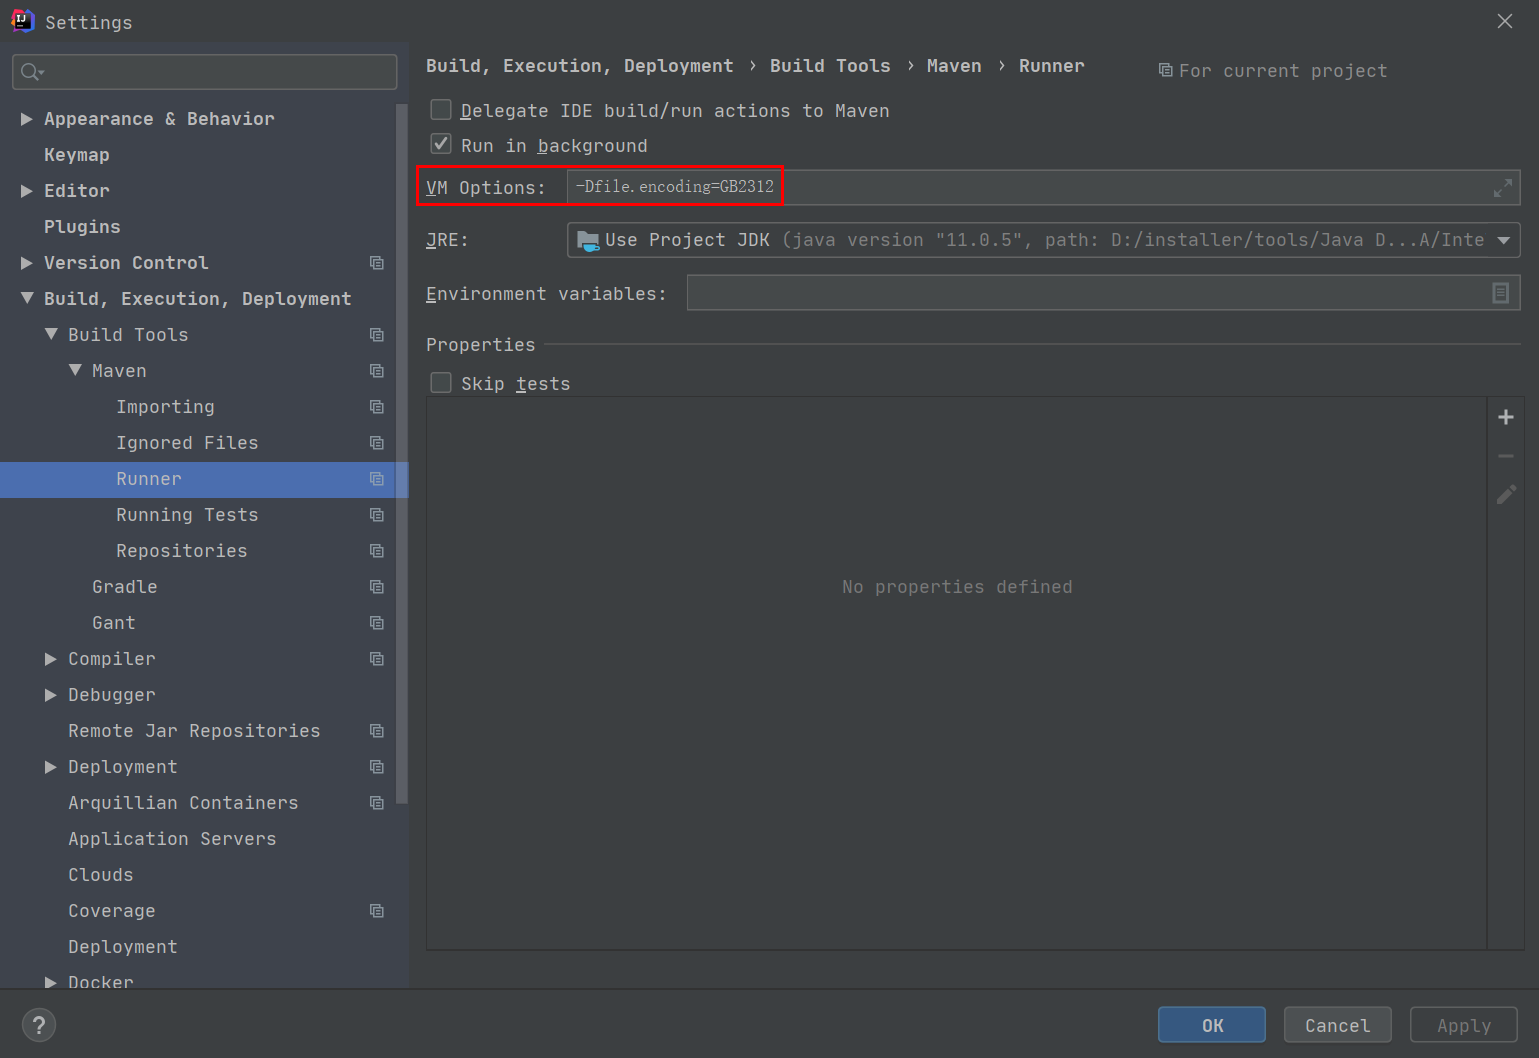 Settings
Appearance & Behavior
Keymap
Editor
Plugins
Version Control
Build, Execution, Deployment
Build Tools
Maven
Importing
Ignored Files
Runner
Running Tests
Repositories
Gradle
Gant
Compiler
Debugger
Remote Jar Repositories
Deployment
Arquillian Containers
Application Servers
Clouds
Coverage
Deployment
Docker
Build, Execution, Deployment › Build Tools › Maven › Runner
For current project
Delegate IDE build/run actions to Maven
Run in background
VM Options: -Dfile.encoding=GB2312
JRE: Use Project JDK (java version "11.0.5", path: D:/installer/tools/Java D...A/Inte
Environment variables:
Properties
Skip tests
No properties defined
?
OK
Cancel
Apply